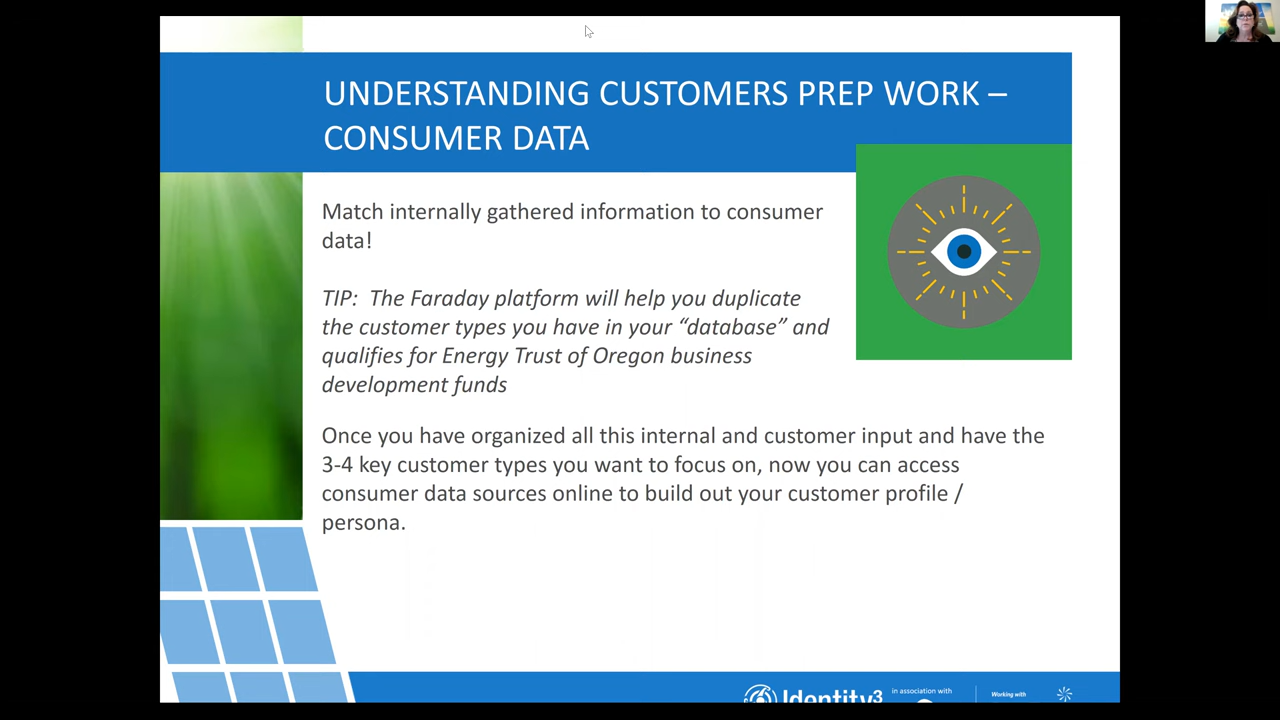 UNDERSTANDING CUSTOMERS PREP WORK –
CONSUMER DATA
Match internally gathered information to consumer
data!
TIP:  The Faraday platform will help you duplicate
the customer types you have in your “database” and
qualifies for Energy Trust of Oregon business
development funds
Once you have organized all this internal and customer input and have the
3-4 key customer types you want to focus on, now you can access
consumer data sources online to build out your customer profile /
persona.
Identity3
in association with
Working with